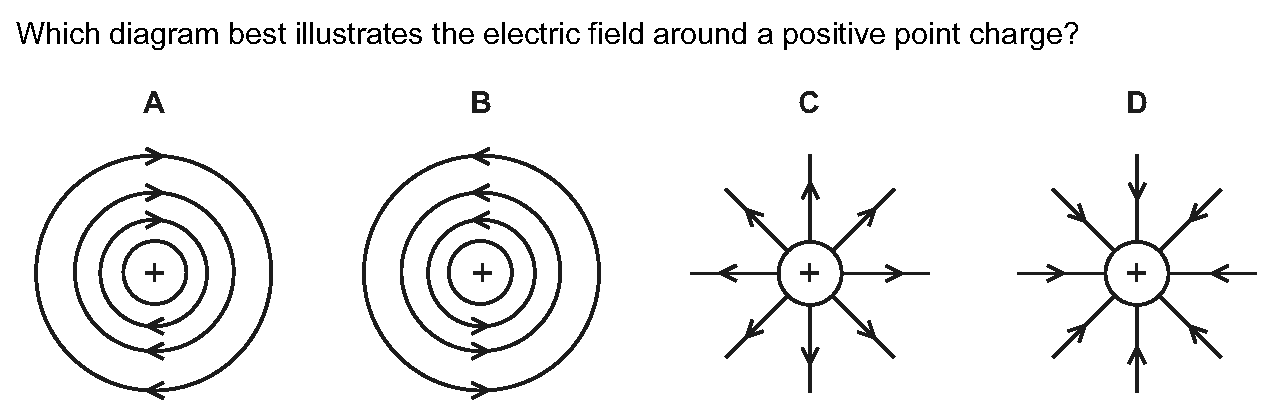 Which diagram best illustrates the electric field around a positive point charge?
A B C D
+ + + +